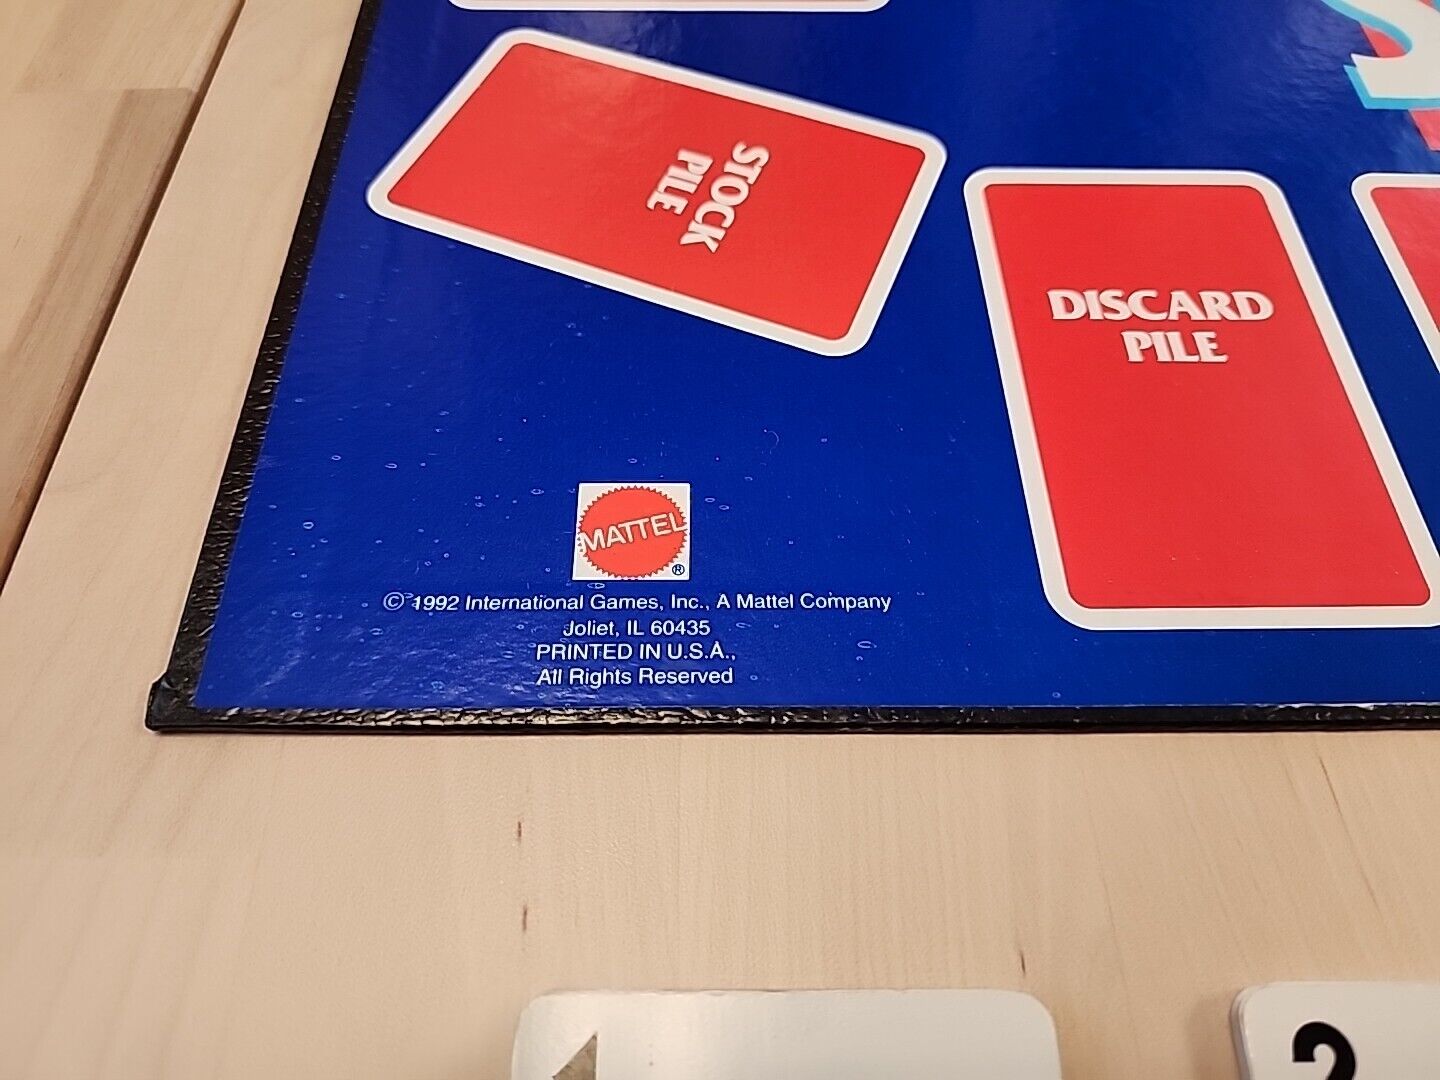 STOCK
PILE
DISCARD
PILE
MATTEL
®
© 1992 International Games, Inc., A Mattel Company
Joliet, IL 60435
PRINTED IN U.S.A.,
All Rights Reserved
2